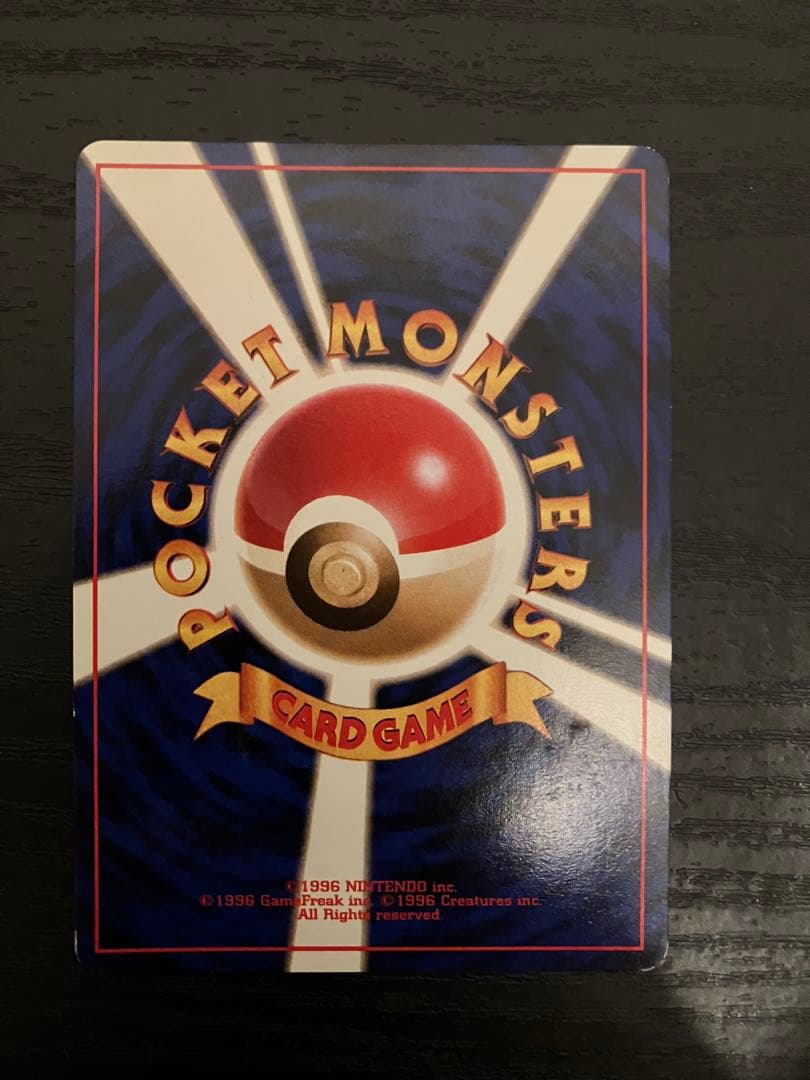 POCKET MONSTERS
CARD GAME
©1996 NINTENDO inc.
©1996 GameFreak inc. ©1996 Creatures inc.
All Rights reserved.